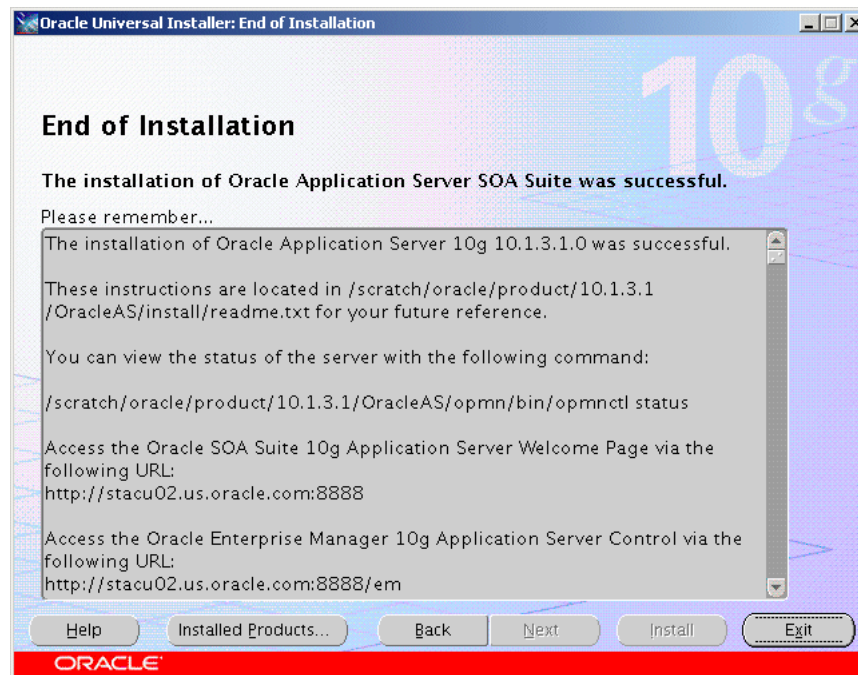 Oracle Universal Installer: End of Installation
10g
End of Installation
The installation of Oracle Application Server SOA Suite was successful.
Please remember...
The installation of Oracle Application Server 10g 10.1.3.1.0 was successful.
These instructions are located in /scratch/oracle/product/10.1.3.1
/OracleAS/install/readme.txt for your future reference.
You can view the status of the server with the following command:
/scratch/oracle/product/10.1.3.1/OracleAS/opmn/bin/opmnctl status
Access the Oracle SOA Suite 10g Application Server Welcome Page via the
following URL:
http://stacu02.us.oracle.com:8888
Access the Oracle Enterprise Manager 10g Application Server Control via the
following URL:
http://stacu02.us.oracle.com:8888/em
Help Installed Products... Back Next Install Exit
ORACLE